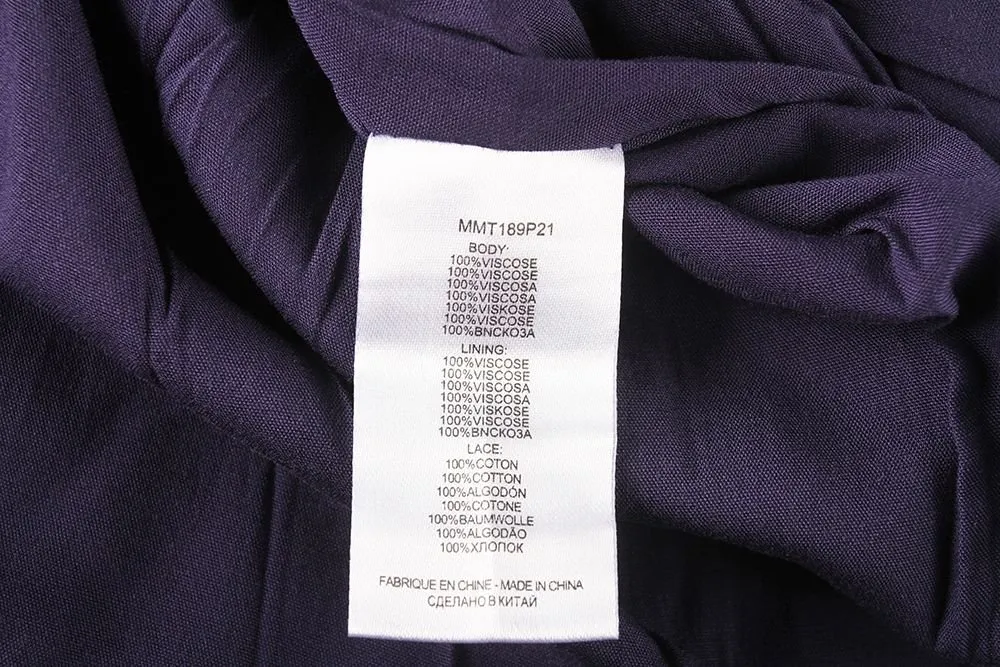 MMT189P21
BODY:
100%VISCOSE
100%VISCOSE
100%VISCOSA
100%VISCOSA
100%VISKOSE
100%VISCOSE
100%ВПСКОЗА
LINING:
100%VISCOSE
100%VISCOSE
100%VISCOSA
100%VISCOSA
100%VISKOSE
100%VISCOSE
100%ВПСКОЗА
LACE:
100%COTON
100%COTTON
100%ALGODÓN
100%COTONE
100%BAUMWOLLE
100%ALGODÃO
100%ХЛОПОК
FABRIQUE EN CHINE - MADE IN CHINA
СДЕЛАНО В КИТАЙ